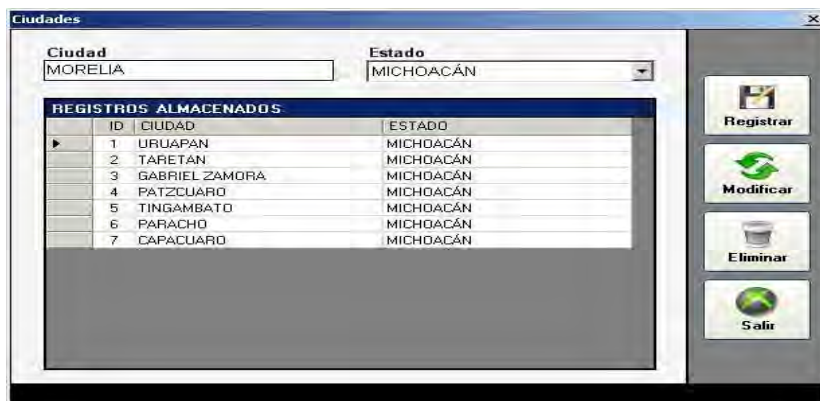 Ciudades
Ciudad Estado
MORELIA MICHOACÁN
REGISTROS ALMACENADOS
ID CIUDAD ESTADO
1 URUAPAN MICHOACÁN
2 TARETAN MICHOACÁN
3 GABRIEL ZAMORA MICHOACÁN
4 PATZCUARO MICHOACÁN
5 TINGAMBATO MICHOACÁN
6 PARACHO MICHOACÁN
7 CAPACUARO MICHOACÁN
Registrar
Modificar
Eliminar
Salir